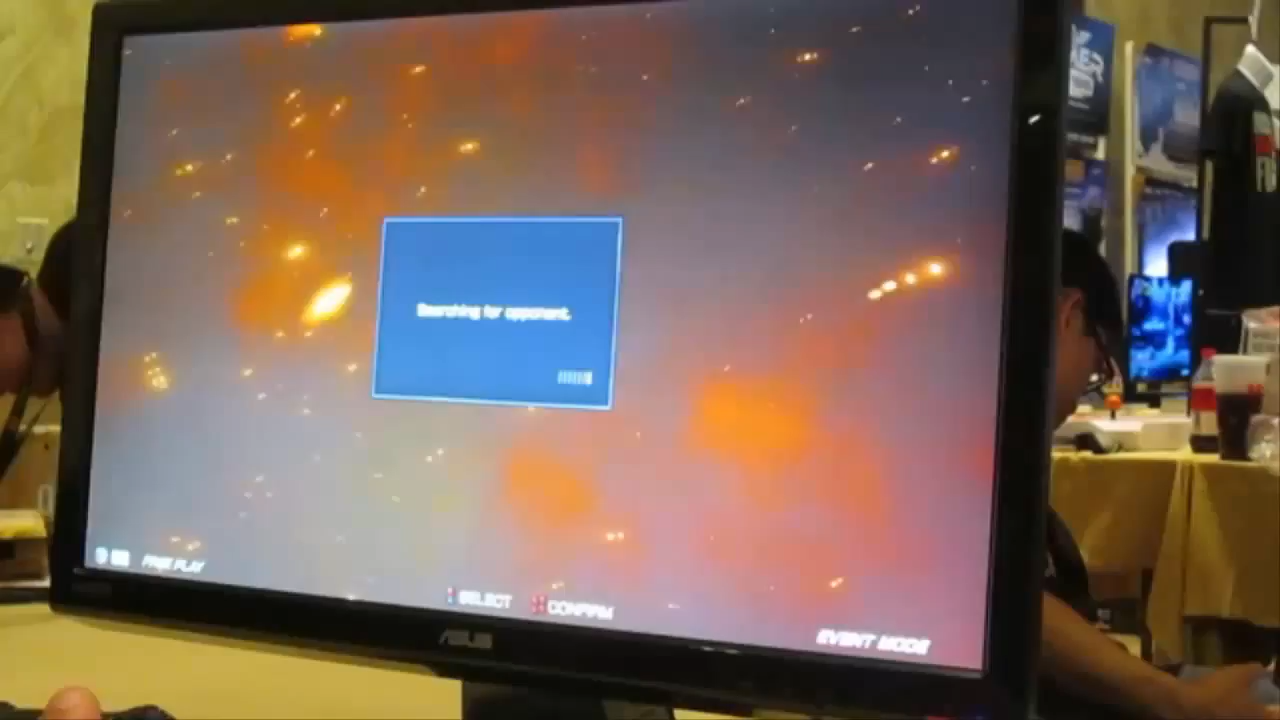 Searching for opponent.
FREE PLAY
SELECT CONFIRM
EVENT MODE
ASUS